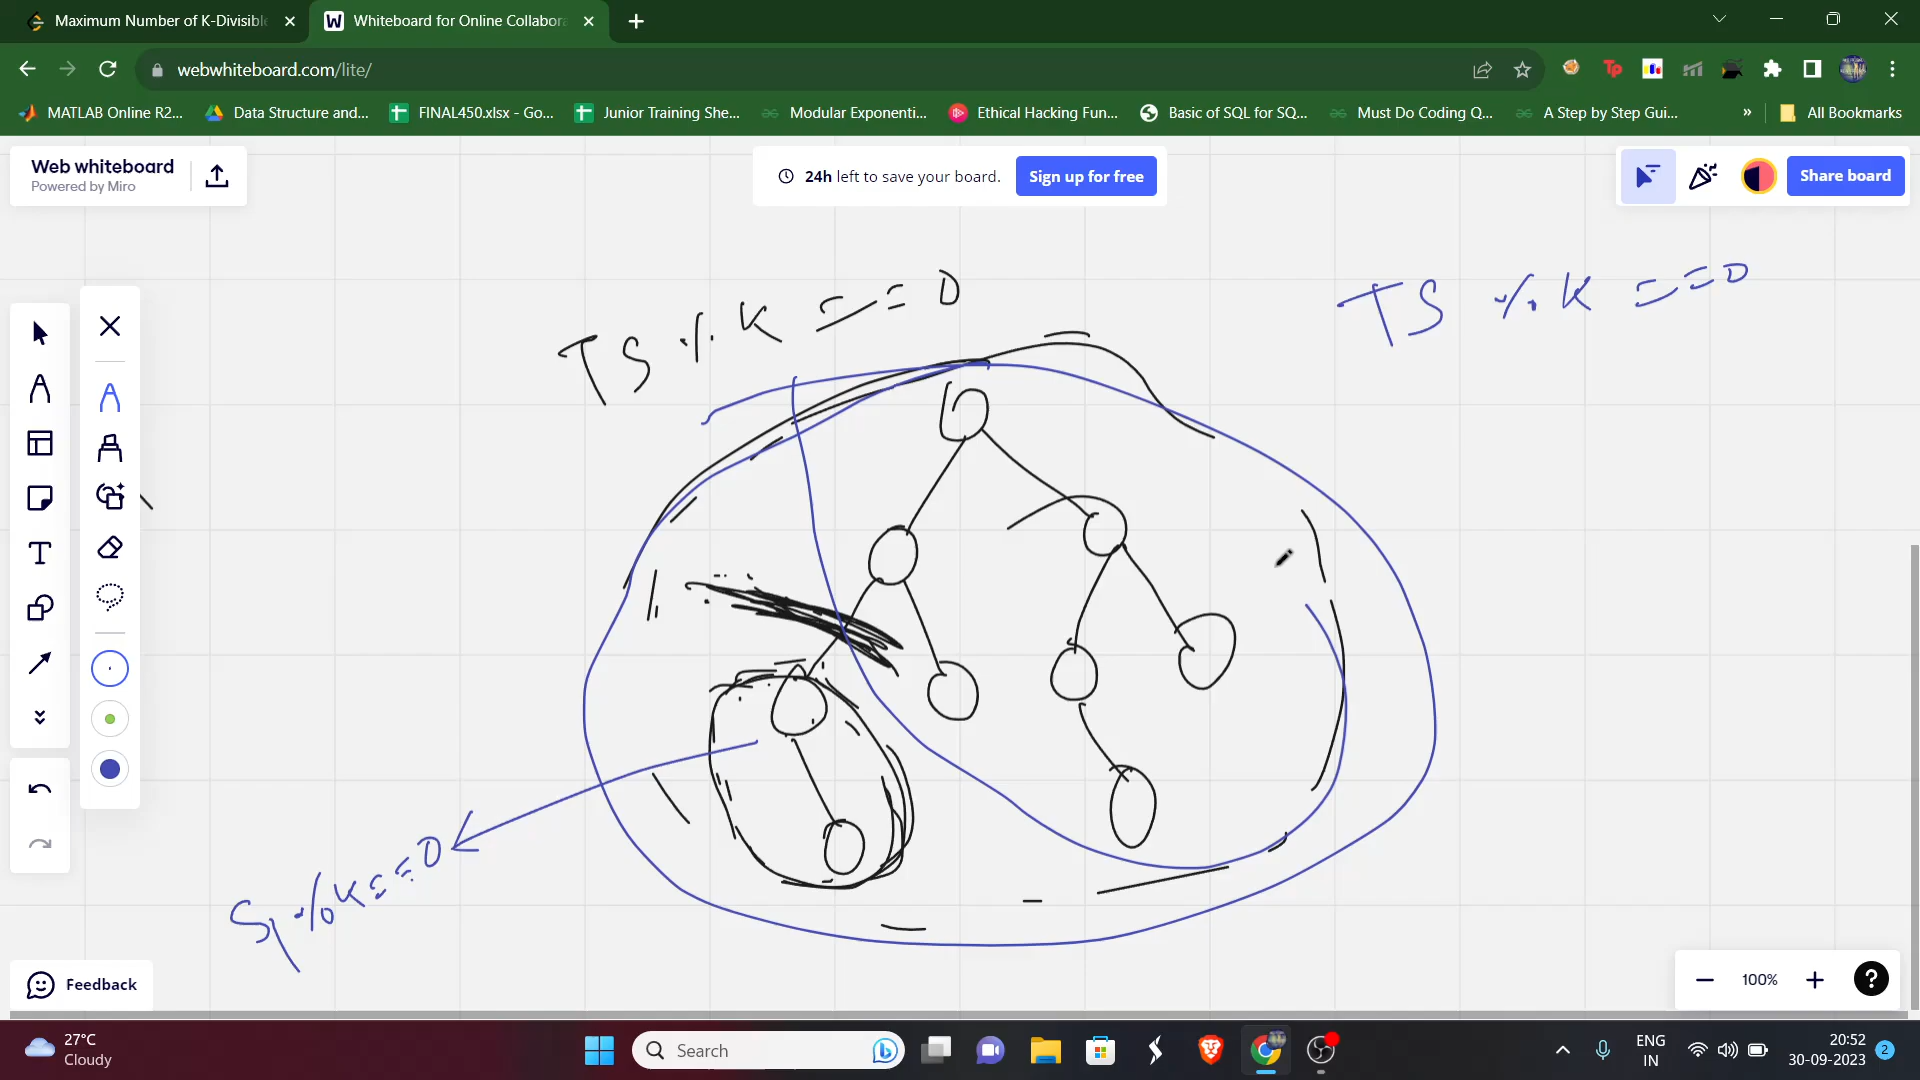 Maximum Number of K-Divisible
Whiteboard for Online Collabora
webwhiteboard.com/lite/
MATLAB Online R2...
Data Structure and...
FINAL450.xlsx - Go...
Junior Training She...
Modular Exponenti...
Ethical Hacking Fun...
Basic of SQL for SQ...
Must Do Coding Q...
A Step by Step Gui...
»
All Bookmarks
Web whiteboard
Powered by Miro
24h left to save your board.
Sign up for free
Share board
TS % K == 0
TS % K == 0
S1 % K == 0
Feedback
100%
27°C
Cloudy
Search
Tp
ENG
IN
20:52
30-09-2023
2